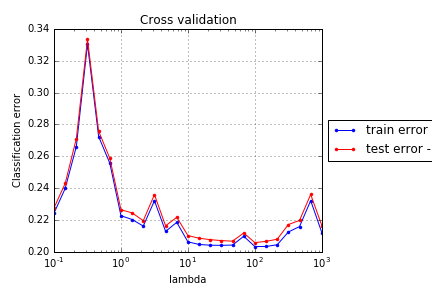 Cross validation
0.34
0.32
0.30
0.28
0.26
0.24
0.22
0.20
Classification error
10⁻¹
10⁰
10¹
10²
10³
lambda
train error
test error -